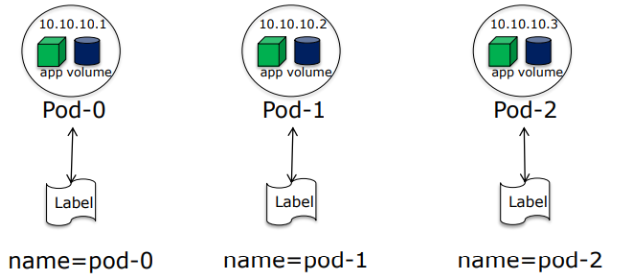 10.10.10.1
app volume
Pod-0
Label
name=pod-0
10.10.10.2
app volume
Pod-1
Label
name=pod-1
10.10.10.3
app volume
Pod-2
Label
name=pod-2